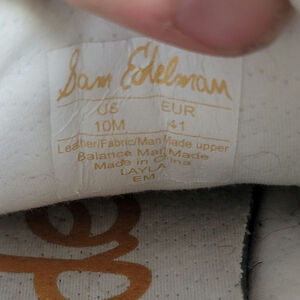 Sam Edelman
US EUR
10M 41
Leather/Fabric/Man Made upper
Balance Man Made
Made in China
LAYLA
EM